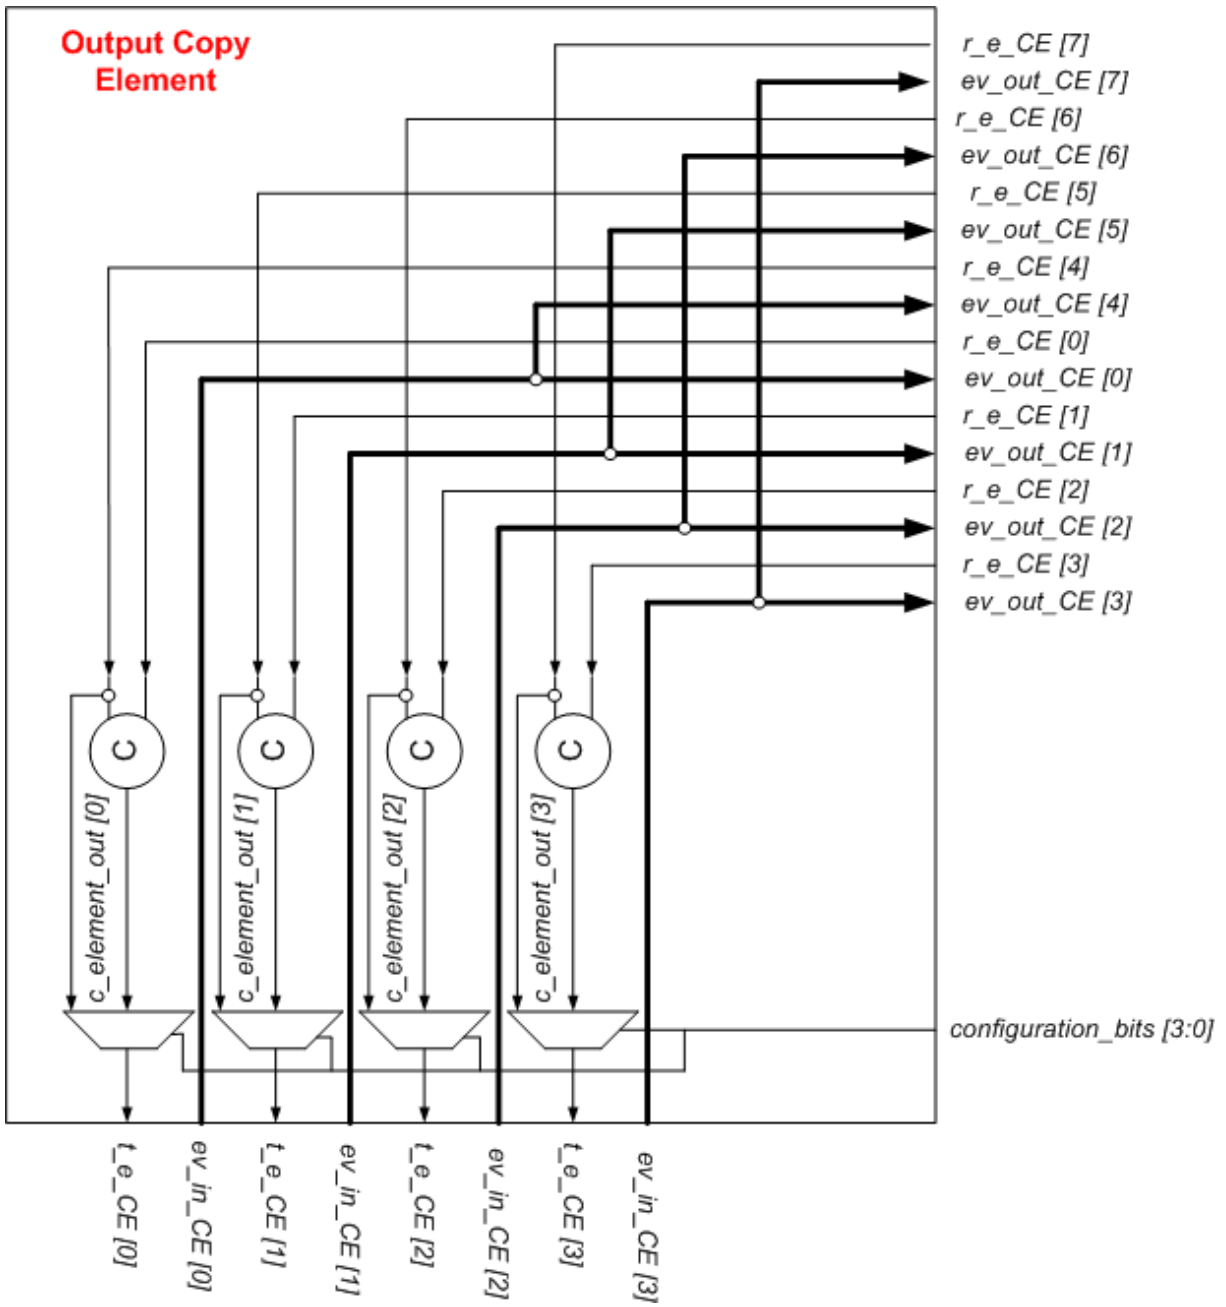 Output Copy
Element
r_e_CE [7]
ev_out_CE [7]
r_e_CE [6]
ev_out_CE [6]
r_e_CE [5]
ev_out_CE [5]
r_e_CE [4]
ev_out_CE [4]
r_e_CE [0]
ev_out_CE [0]
r_e_CE [1]
ev_out_CE [1]
r_e_CE [2]
ev_out_CE [2]
r_e_CE [3]
ev_out_CE [3]
C
C
C
C
c_element_out [0]
c_element_out [1]
c_element_out [2]
c_element_out [3]
configuration_bits [3:0]
t_e_CE [0]
ev_in_CE [0]
t_e_CE [1]
ev_in_CE [1]
t_e_CE [2]
ev_in_CE [2]
t_e_CE [3]
ev_in_CE [3]